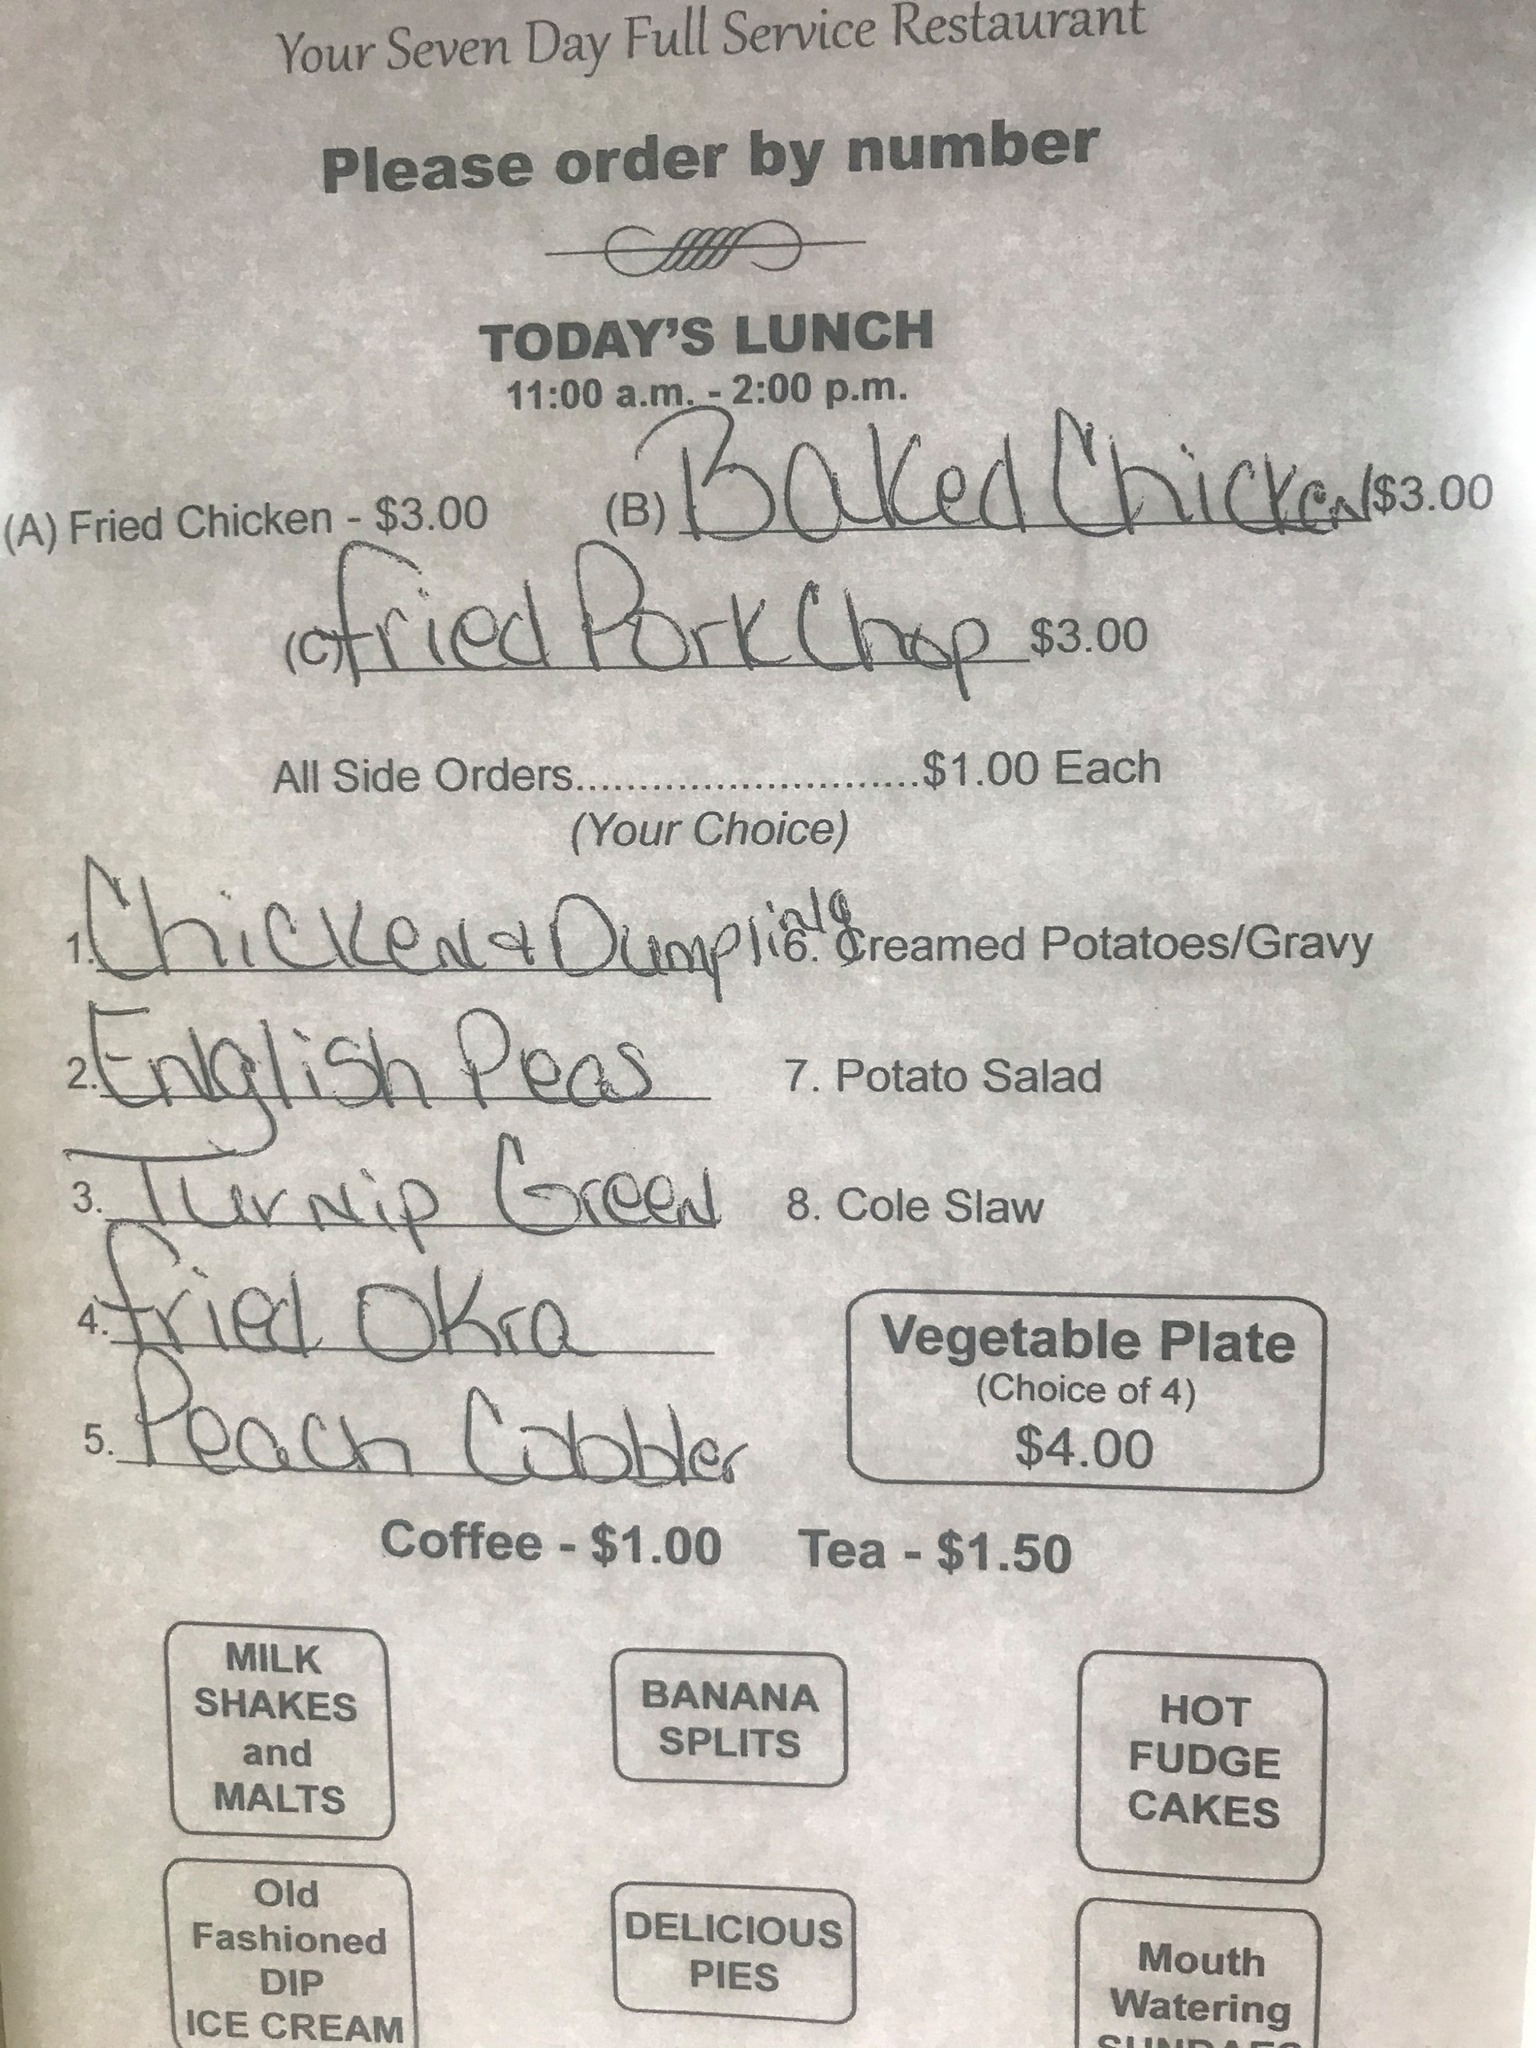 Your Seven Day Full Service Restaurant
Please order by number
TODAY'S LUNCH
11:00 a.m. - 2:00 p.m.
(A) Fried Chicken - $3.00 (B) Baked Chicken $3.00
(C) Fried Pork Chop $3.00
All Side Orders...........................$1.00 Each
(Your Choice)
1. Chicken & Dumpling 6. Creamed Potatoes/Gravy
2. English Peas 7. Potato Salad
3. Turnip Green 8. Cole Slaw
4. Fried Okra
5. Peach Cobbler
Vegetable Plate
(Choice of 4)
$4.00
Coffee - $1.00 Tea - $1.50
MILK
SHAKES
and
MALTS
BANANA
SPLITS
HOT
FUDGE
CAKES
Old
Fashioned
DIP
ICE CREAM
DELICIOUS
PIES
Mouth
Watering
SUNDAES